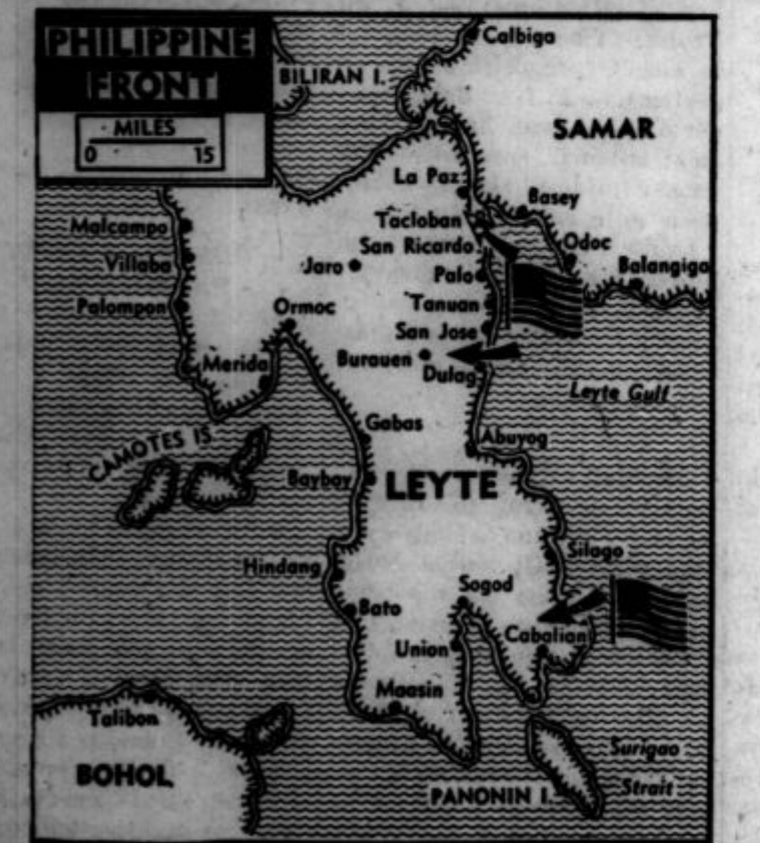 PHILIPPINE
FRONT
MILES
0 15
Calbiga
BILIRAN I.
SAMAR
La Paz
Basey
Malcampo
Tacloban
San Ricardo
Odoc
Villaba
Jaro
Palo
Balangiga
Palompon
Ormoc
Tanuan
San Jose
Merida
Burauen
Dulag
Leyte Gulf
Gabas
Abuyog
CAMOTES IS
Baybay
LEYTE
Silago
Hindang
Sogod
Bato
Cabalian
Union
Maasin
Talibon
Surigao
Strait
BOHOL
PANONIN I.